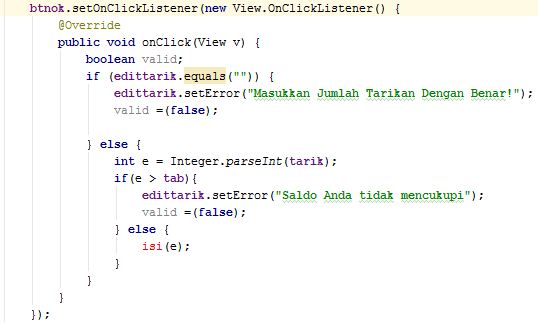 btnok.setOnClickListener(new View.OnClickListener() {
    @Override
    public void onClick(View v) {
        boolean valid;
        if (edittarik.equals("")) {
            edittarik.setError("Masukkan Jumlah Tarikan Dengan Benar!");
            valid =(false);

        } else {
            int e = Integer.parseInt(tarik);
            if(e > tab){
                edittarik.setError("Saldo Anda tidak mencukupi");
                valid =(false);
            } else {
                isi(e);
            }
        }
    }
});